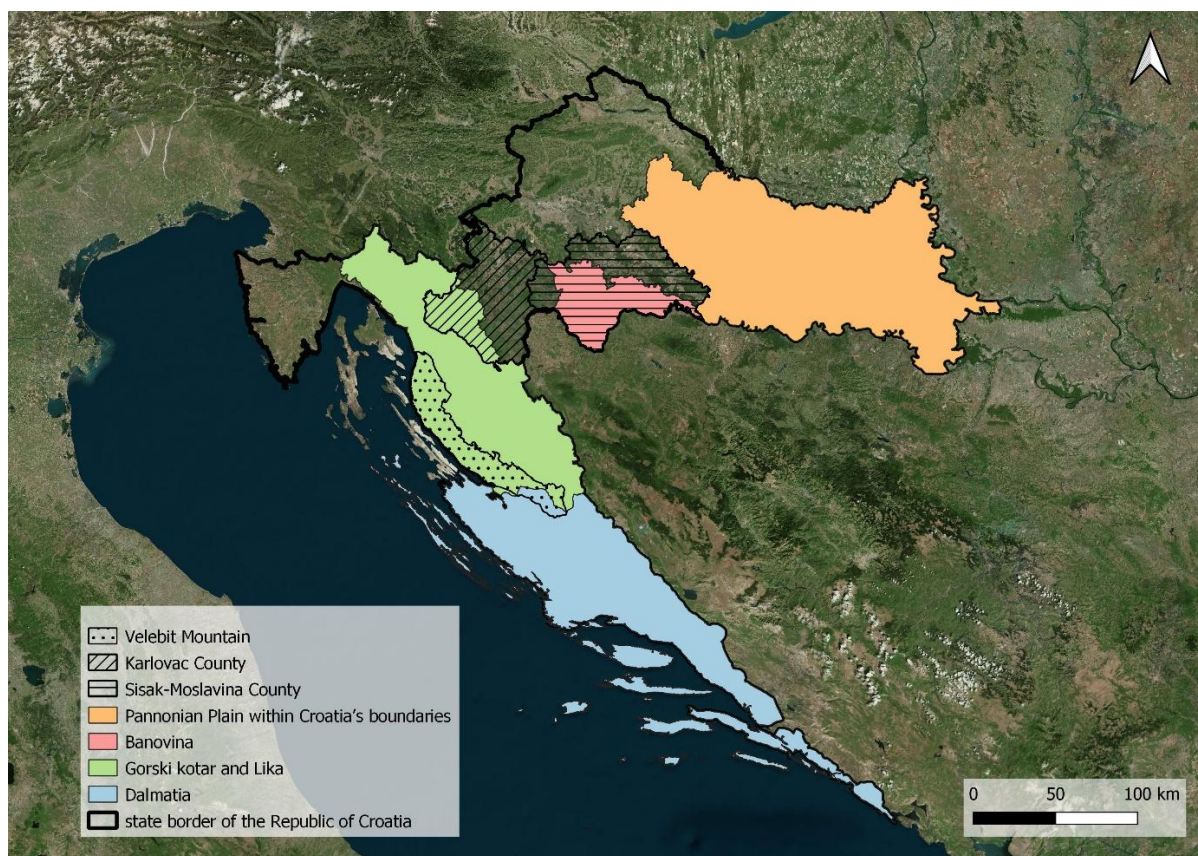 Velebit Mountain
Karlovac County
Sisak-Moslavina County
Pannonian Plain within Croatia’s boundaries
Banovina
Gorski kotar and Lika
Dalmatia
state border of the Republic of Croatia
0 50 100 km